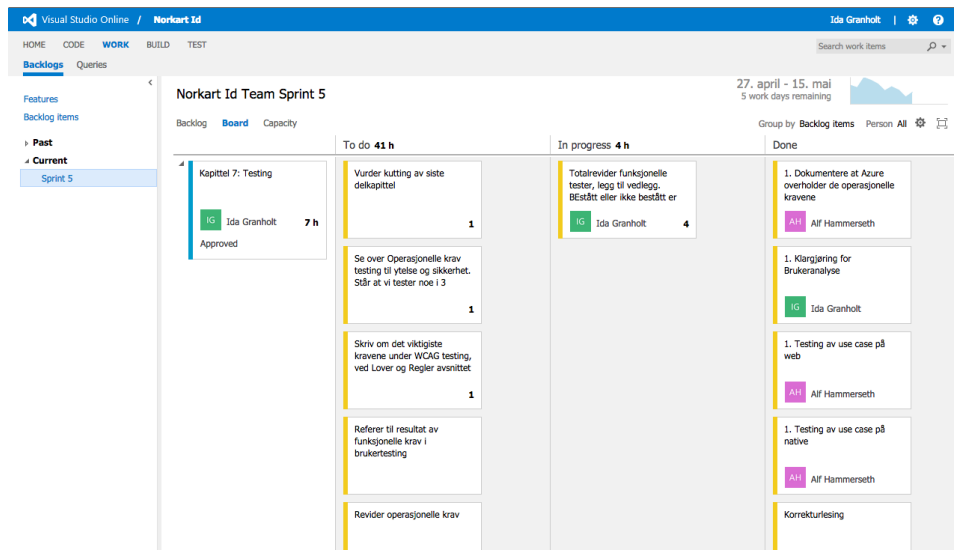 Visual Studio Online / Norkart Id
Ida Granholt |
HOME CODE WORK BUILD TEST
Search work items
Backlogs Queries
Features
Backlog items
Past
Current
Sprint 5
Norkart Id Team Sprint 5
27. april - 15. mai
5 work days remaining
Backlog Board Capacity
Group by Backlog items Person All
To do 41 h
In progress 4 h
Done
Kapittel 7: Testing
IG Ida Granholt 7 h
Approved
Vurder kutting av siste
delkapittel
1
Se over Operasjonelle krav
testing til ytelse og sikkerhet.
Står at vi tester noe i 3
1
Skriv om det viktigiste
kravene under WCAG testing,
ved Lover og Regler avsnittet
1
Referer til resultat av
funksjonelle krav i
brukertesting
Revider operasjonelle krav
Totalrevider funksjonelle
tester, legg til vedlegg.
BEstått eller ikke bestått er
IG Ida Granholt 4
1. Dokumentere at Azure
overholder de operasjonelle
kravene
AH Alf Hammerseth
1. Klargjøring for
Brukeranalyse
IG Ida Granholt
1. Testing av use case på
web
AH Alf Hammerseth
1. Testing av use case på
native
AH Alf Hammerseth
Korrekturlesing